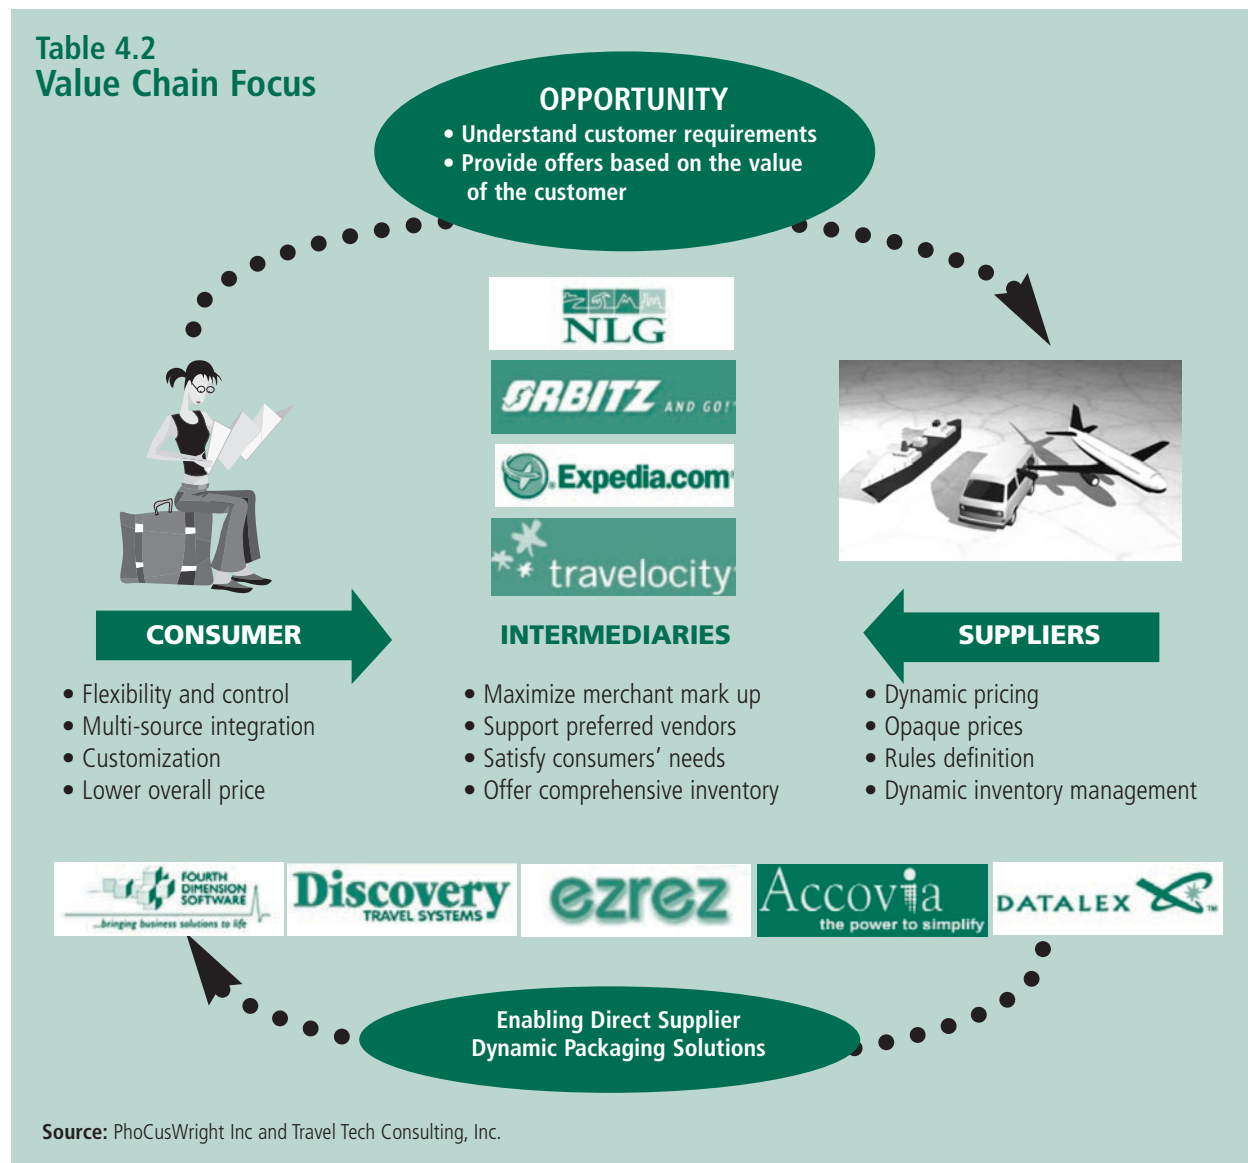 Table 4.2
Value Chain Focus
OPPORTUNITY
• Understand customer requirements
• Provide offers based on the value
of the customer
NLG
ORBITZ AND GO!
Expedia.com
travelocity
CONSUMER
• Flexibility and control
• Multi-source integration
• Customization
• Lower overall price
INTERMEDIARIES
• Maximize merchant mark up
• Support preferred vendors
• Satisfy consumers’ needs
• Offer comprehensive inventory
SUPPLIERS
• Dynamic pricing
• Opaque prices
• Rules definition
• Dynamic inventory management
FOURTH
DIMENSION
SOFTWARE
...bringing business solutions to life
Discovery
TRAVEL SYSTEMS
ezrez
Accovia
the power to simplify
DATALEX TM
Enabling Direct Supplier
Dynamic Packaging Solutions
Source: PhoCusWright Inc and Travel Tech Consulting, Inc.